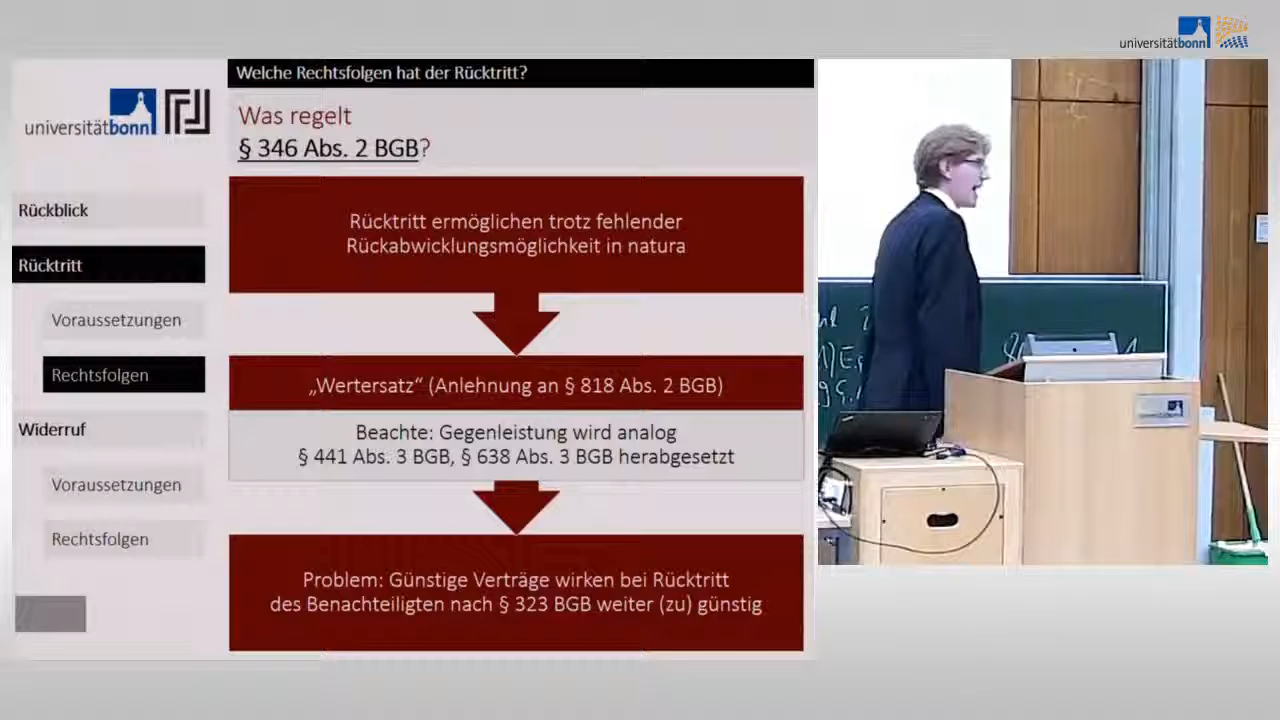 universitätbonn
Welche Rechtsfolgen hat der Rücktritt?
universitätbonn
Was regelt
§ 346 Abs. 2 BGB?
Rückblick
Rücktritt
Voraussetzungen
Rechtsfolgen
Widerruf
Voraussetzungen
Rechtsfolgen
Rücktritt ermöglichen trotz fehlender
Rückabwicklungsmöglichkeit in natura
„Wertersatz“ (Anlehnung an § 818 Abs. 2 BGB)
Beachte: Gegenleistung wird analog
§ 441 Abs. 3 BGB, § 638 Abs. 3 BGB herabgesetzt
Problem: Günstige Verträge wirken bei Rücktritt
des Benachteiligten nach § 323 BGB weiter (zu) günstig